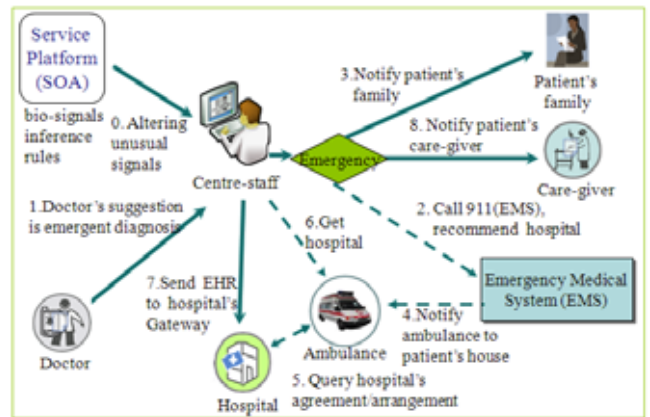 Service
Platform
(SOA)
bio-signals
inference
rules
0.Altering
unusual
signals
Centre-staff
Emergency
3.Notify patient's
family
Patient's
family
8. Notify patient's
care-giver
Care-giver
1.Doctor's suggestion
is emergent diagnosis
2. Call 911(EMS),
recommend hospital
6.Get
hospital
7.Send EHR
to hospital's
Gateway
Emergency Medical
System (EMS)
4.Notify
ambulance to
patient's house
Doctor
Ambulance
Hospital
5. Query hospital's
agreement/arrangement